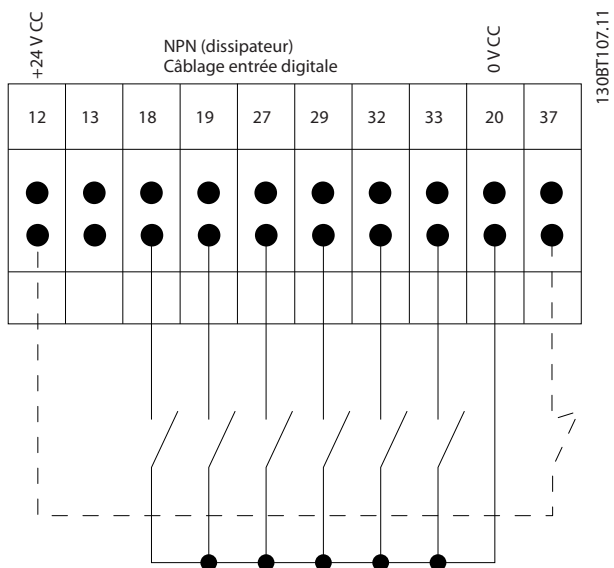 +24 V CC
NPN (dissipateur)
Câblage entrée digitale
0 V CC
130BT107.11
12 13 18 19 27 29 32 33 20 37